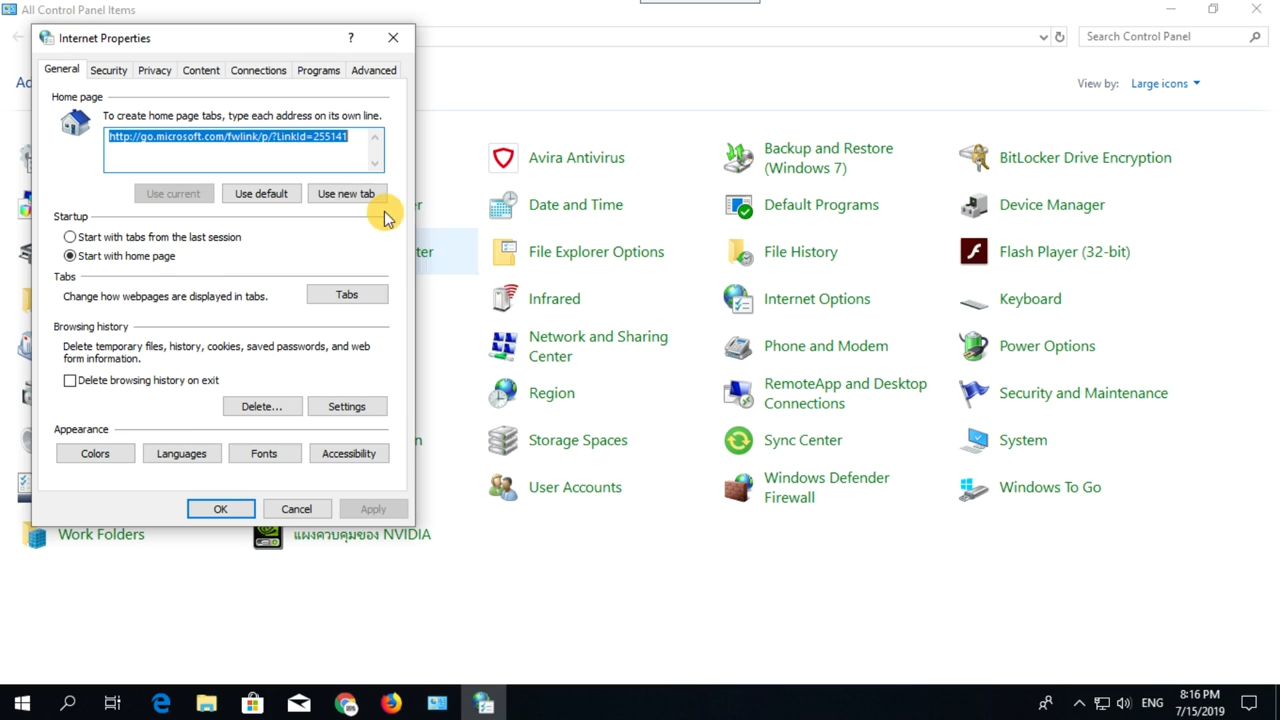 All Control Panel Items
Search Control Panel
View by: Large icons
Internet Properties
?
General Security Privacy Content Connections Programs Advanced
Home page
To create home page tabs, type each address on its own line.
http://go.microsoft.com/fwlink/p/?LinkId=255141
Use current Use default Use new tab
Startup
Start with tabs from the last session
Start with home page
Tabs
Change how webpages are displayed in tabs. Tabs
Browsing history
Delete temporary files, history, cookies, saved passwords, and web
form information.
Delete browsing history on exit
Delete... Settings
Appearance
Colors Languages Fonts Accessibility
OK Cancel Apply
Avira Antivirus
Backup and Restore
(Windows 7)
BitLocker Drive Encryption
Date and Time
Default Programs
Device Manager
File Explorer Options
File History
Flash Player (32-bit)
Infrared
Internet Options
Keyboard
Network and Sharing
Center
Phone and Modem
Power Options
Region
RemoteApp and Desktop
Connections
Security and Maintenance
Storage Spaces
Sync Center
System
User Accounts
Windows Defender
Firewall
Windows To Go
Work Folders
แผงควบคุมของ NVIDIA
ENG
8:16 PM
7/15/2019